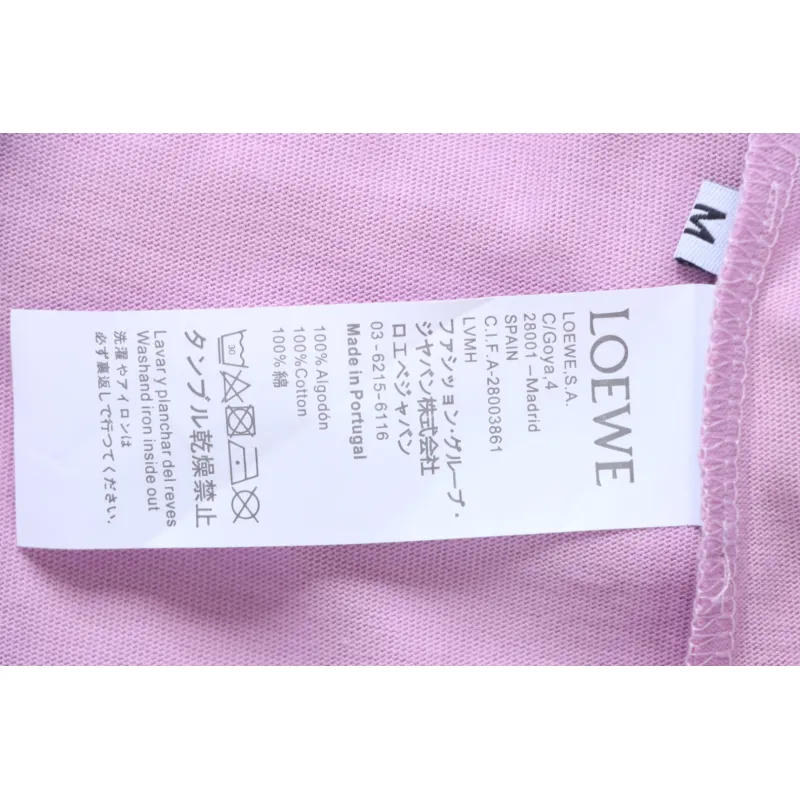 M
LOEWE
LOEWE,S.A.
C/Goya,4
28001 –Madrid
SPAIN
C.I.F.A-28003861
LVMH
ファッション・グループ・
ジャパン株式会社
ロエベジャパン
03-6215-6116
Made in Portugal
100% Algodón
100%Cotton
100% 綿
30
タンブル乾燥禁止
Lavar y planchar del reves
Washand iron inside out
洗濯やアイロンは
必ず裏返しで行つてください.